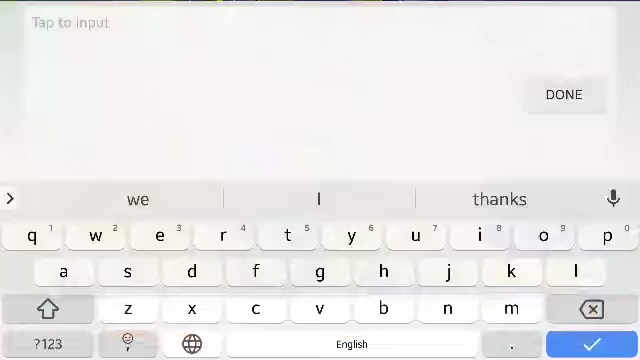 Tap to input
DONE
we I thanks
q 1 w 2 e 3 r 4 t 5 y 6 u 7 i 8 o 9 p 0
a s d f g h j k l
z x c v b n m
?123 , English .